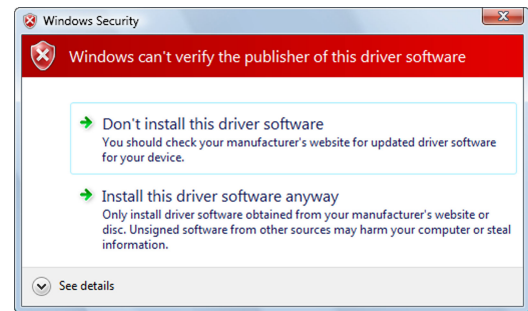 Windows Security
Windows can't verify the publisher of this driver software
Don't install this driver software
You should check your manufacturer's website for updated driver software
for your device.
Install this driver software anyway
Only install driver software obtained from your manufacturer's website or
disc. Unsigned software from other sources may harm your computer or steal
information.
See details